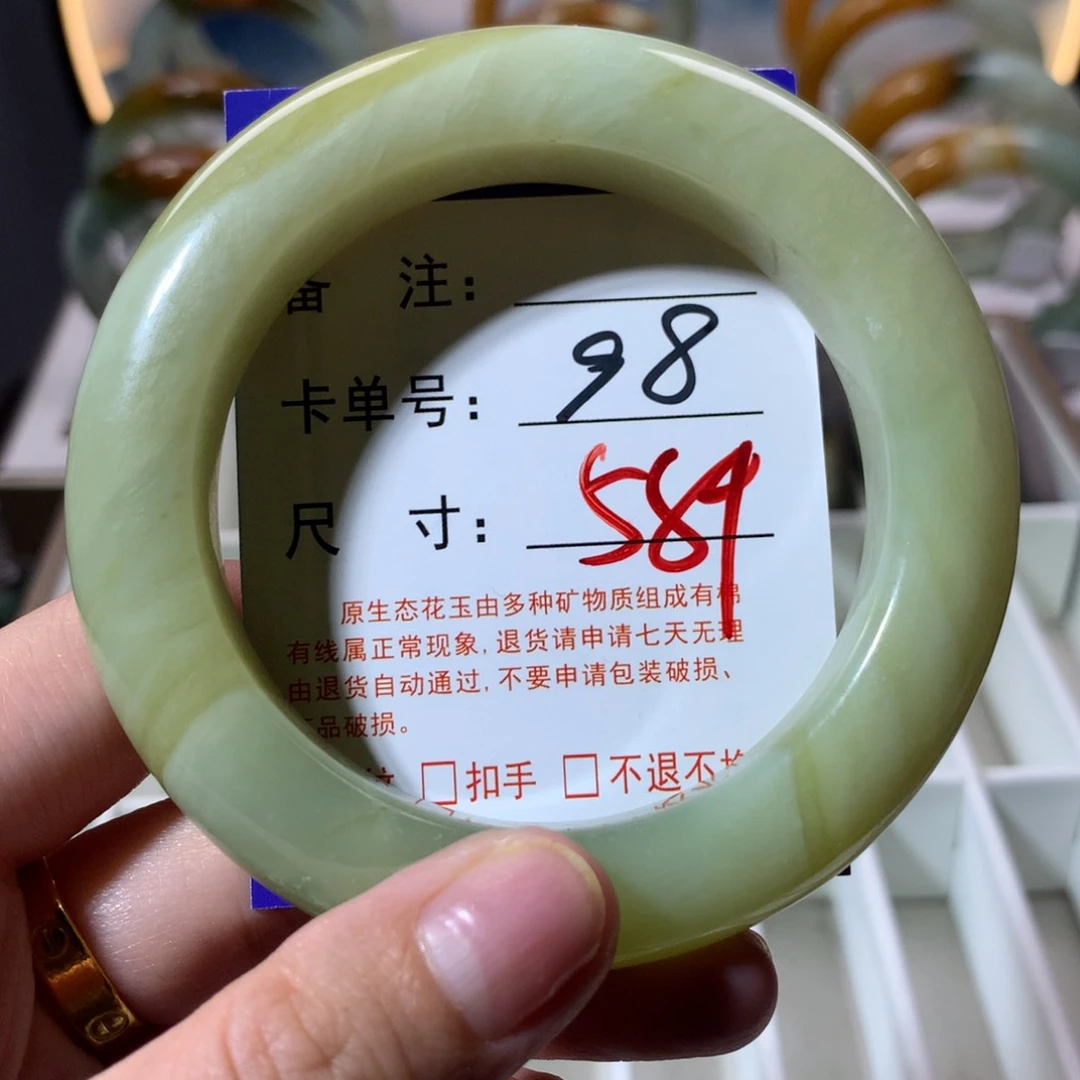 备 注：
卡单号： 98
尺 寸： 589
原生态花玉由多种矿物质组成有棉
有线属正常现象, 退货请申请七天无理
由退货自动通过, 不要申请包装破损、
品破损。
□扣手 □不退不换